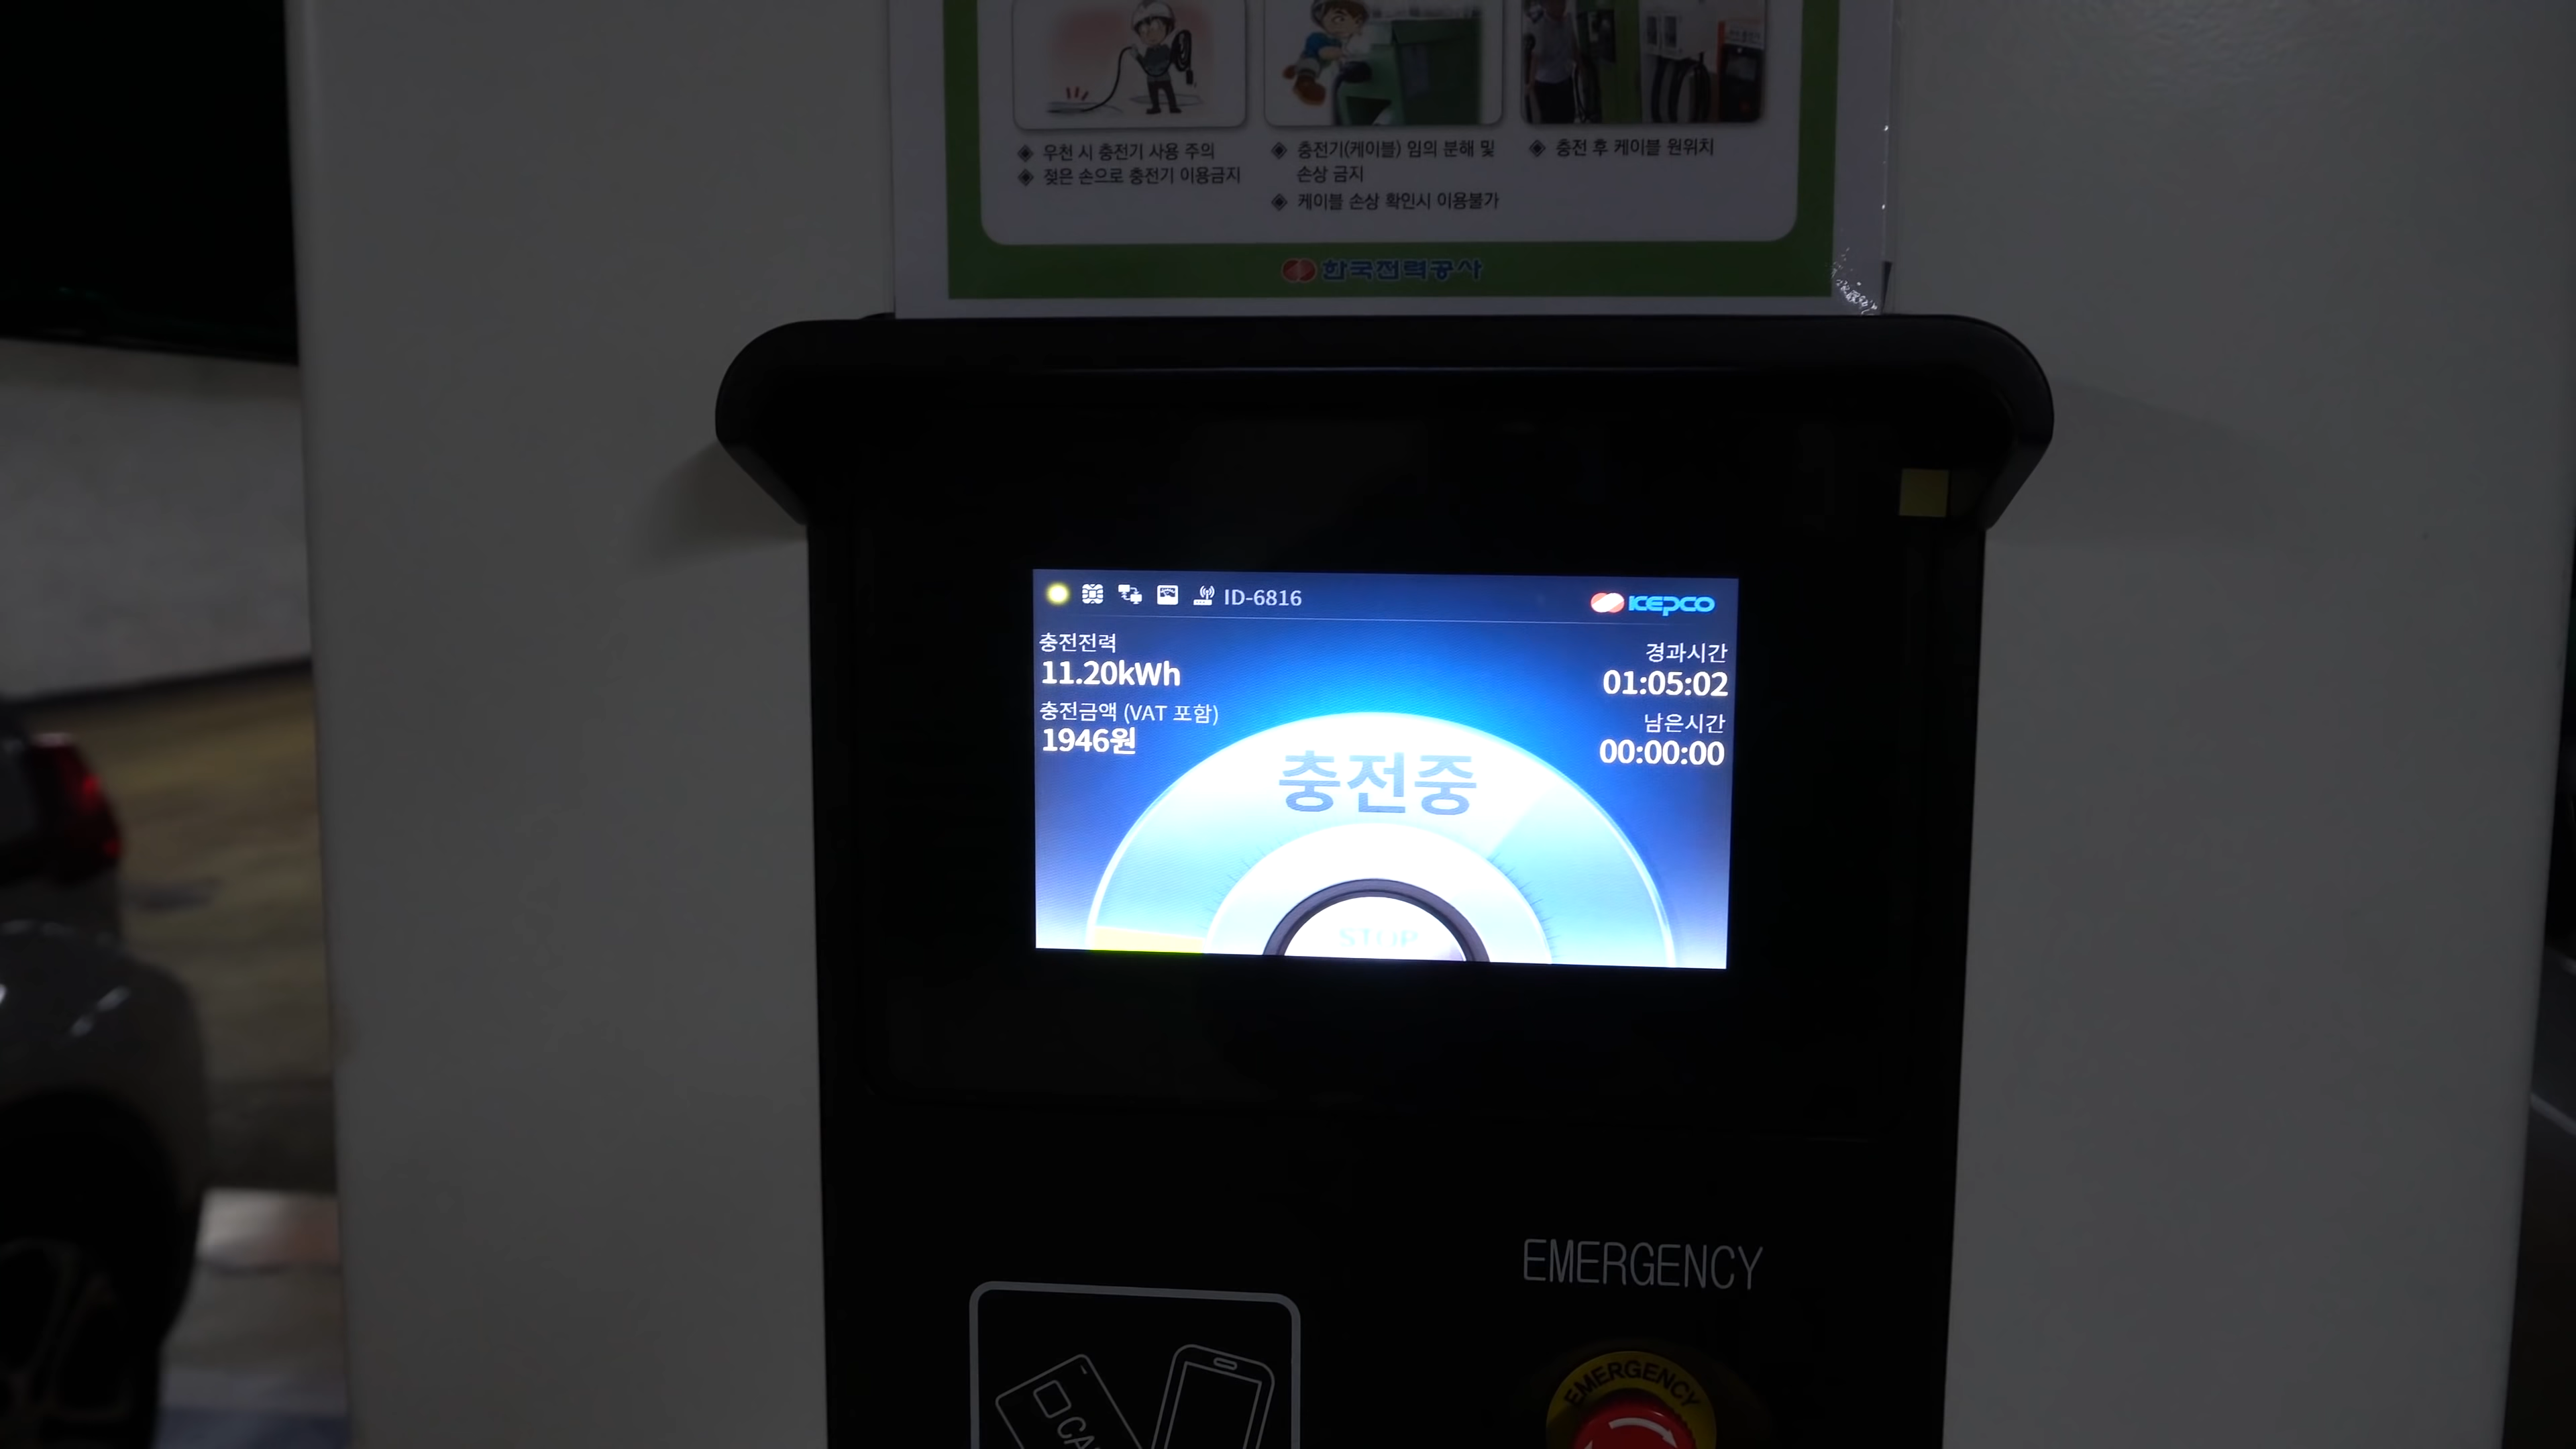 ◈ 우천 시 충전기 사용 주의
◈ 젖은 손으로 충전기 이용금지
◈ 충전기(케이블) 임의 분해 및
손상 금지
◈ 케이블 손상 확인시 이용불가
◈ 충전 후 케이블 원위치
한국전력공사
ID-6816
KEPCO
충전전력
11.20kWh
충전금액 (VAT 포함)
1946원
경과시간
01:05:02
남은시간
00:00:00
충전중
STOP
EMERGENCY
EMERGENCY